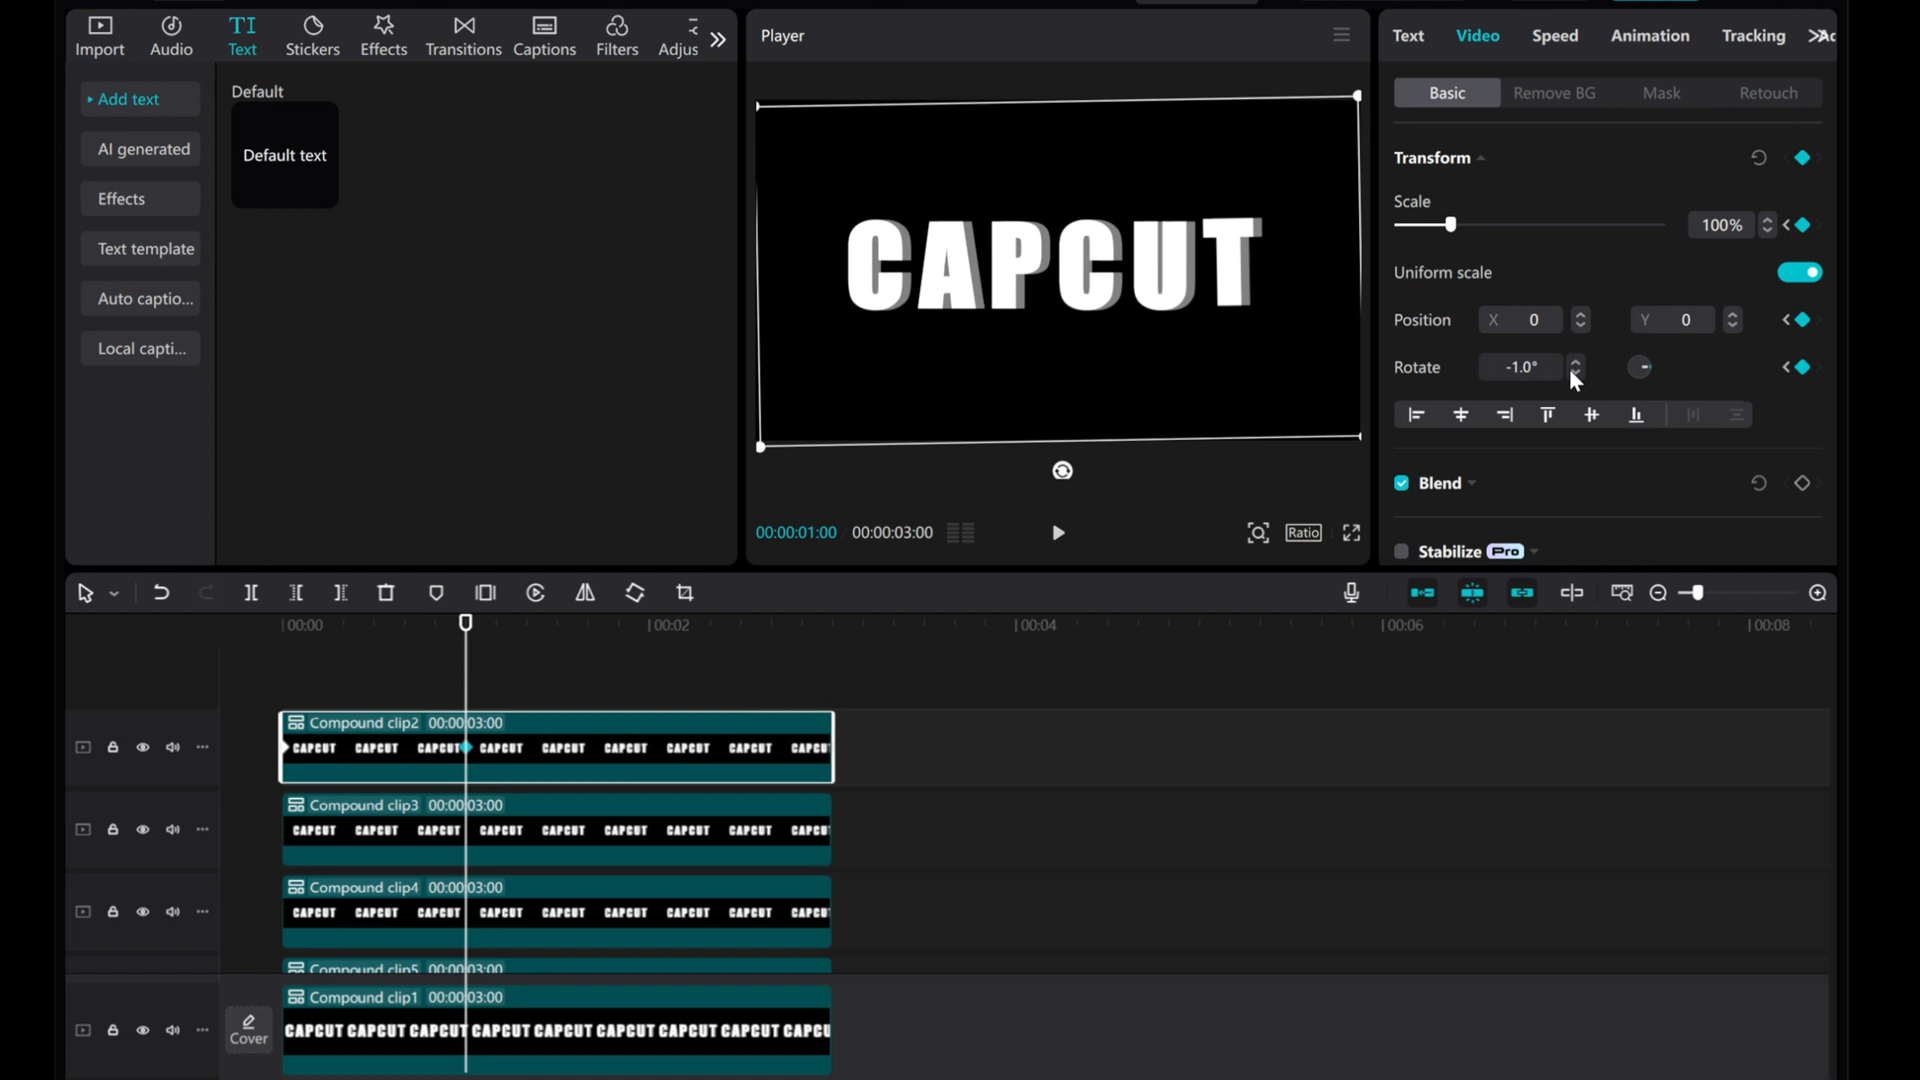 Import Audio Text Stickers Effects Transitions Captions Filters Adjus
Add text
AI generated
Effects
Text template
Auto captio...
Local capti...
Default
Default text
Player
CAPCUT
00:00:01:00 00:00:03:00
Ratio
Text Video Speed Animation Tracking
Basic Remove BG Mask Retouch
Transform
Scale
100%
Uniform scale
Position X 0 Y 0
Rotate -1.0°
Blend
Stabilize Pro
00:00 00:02 00:04 00:06 00:08
Compound clip2 00:00:03:00
CAPCUT CAPCUT CAPCUT CAPCUT CAPCUT CAPCUT CAPCUT CAPCUT CAPCU
Compound clip3 00:00:03:00
CAPCUT CAPCUT CAPCUT CAPCUT CAPCUT CAPCUT CAPCUT CAPCUT CAPCU
Compound clip4 00:00:03:00
CAPCUT CAPCUT CAPCUT CAPCUT CAPCUT CAPCUT CAPCUT CAPCUT CAPCU
Compound clip5 00:00:03:00
Compound clip1 00:00:03:00
Cover
CAPCUT CAPCUT CAPCUT CAPCUT CAPCUT CAPCUT CAPCUT CAPCUT CAPCU